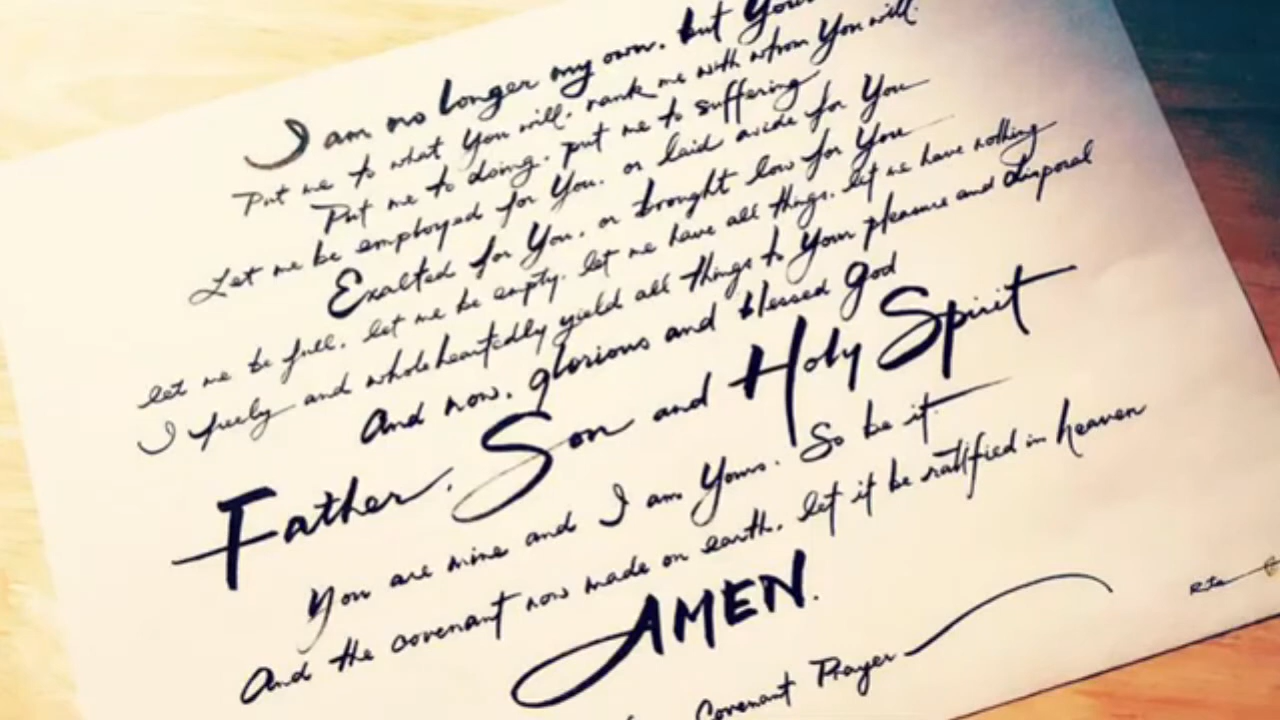 I am no longer my own. but
Put me to what You will. rank me with whom You will.
Put me to doing. put me to suffering
Let me be employed for You. or laid aside for You
Exalted for You. or brought low for You
let me be full. let me be empty. let me have all things. let me have nothing
I freely and wholeheartedly yield all things to Your pleasure and disposal
And now. glorious and blessed God
Father. Son and Holy Spirit
You are mine and I am Yours. So be it
And the covenant now made on earth. let it be ratified in heaven
AMEN.
Covenant Prayer